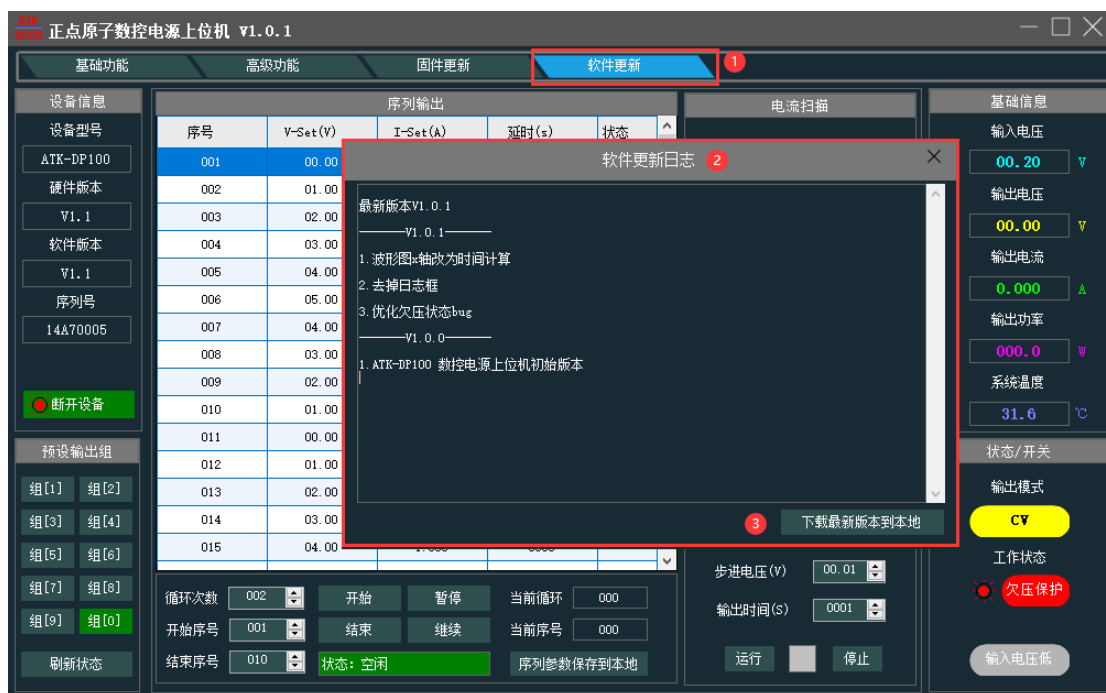 ATK
DP100 正点原子数控电源上位机 V1.0.1
基础功能 高级功能 固件更新 软件更新 1
设备信息
设备型号
ATK-DP100
硬件版本
V1.1
软件版本
V1.1
序列号
14A70005
断开设备
预设输出组
组[1] 组[2]
组[3] 组[4]
组[5] 组[6]
组[7] 组[8]
组[9] 组[0]
刷新状态
序列输出
序号 V-Set(V) I-Set(A) 延时(s) 状态
001 00.00
002 01.00
003 02.00
004 03.00
005 04.00
006 05.00
007 04.00
008 03.00
009 02.00
010 01.00
011 00.00
012 01.00
013 02.00
014 03.00
015 04.00
循环次数 002 开始 暂停 当前循环 000
开始序号 001 结束 继续 当前序号 000
结束序号 010 状态: 空闲 序列参数保存到本地
电流扫描
软件更新日志 2
最新版本V1.0.1
———V1.0.1———
1.波形图x轴改为时间计算
2.去掉日志框
3.优化欠压状态bug
———V1.0.0———
1.ATK-DP100 数控电源上位机初始版本
3 下载最新版本到本地
步进电压(V) 00.01
输出时间(S) 0001
运行 停止
基础信息
输入电压
00.20 V
输出电压
00.00 V
输出电流
0.000 A
输出功率
000.0 W
系统温度
31.6 ℃
状态/开关
输出模式
CV
工作状态
欠压保护
输入电压低